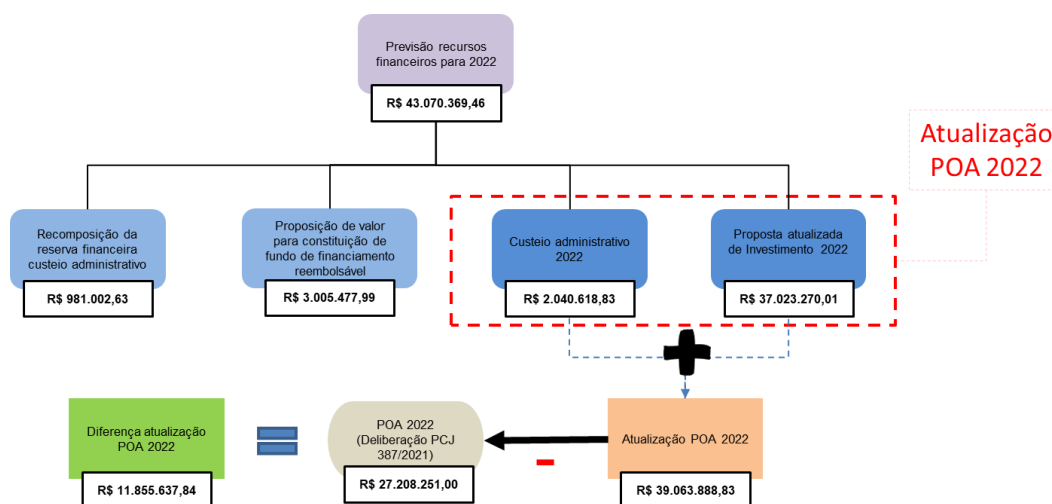 Previsão recursos
financeiros para 2022
R$ 43.070.369,46
Atualização
POA 2022
Recomposição da
reserva financeira
custeio administrativo
R$ 981.002,63
Proposição de valor
para constituição de
fundo de financiamento
reembolsável
R$ 3.005.477,99
Custeio administrativo
2022
R$ 2.040.618,83
Proposta atualizada
de Investimento 2022
R$ 37.023.270,01
Diferença atualização
POA 2022
R$ 11.855.637,84
POA 2022
(Deliberação PCJ
387/2021)
R$ 27.208.251,00
Atualização POA 2022
R$ 39.063.888,83